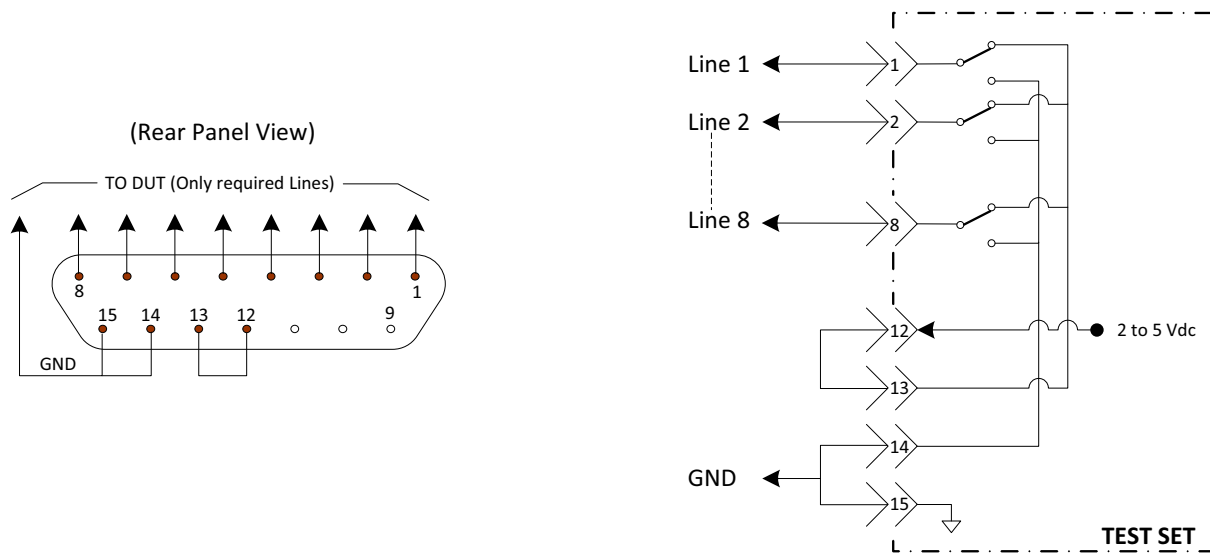 (Rear Panel View)
TO DUT (Only required Lines)
8
1
15 14 13 12 9
GND
Line 1
1
Line 2
2
Line 8
8
12
2 to 5 Vdc
13
14
GND
15
TEST SET